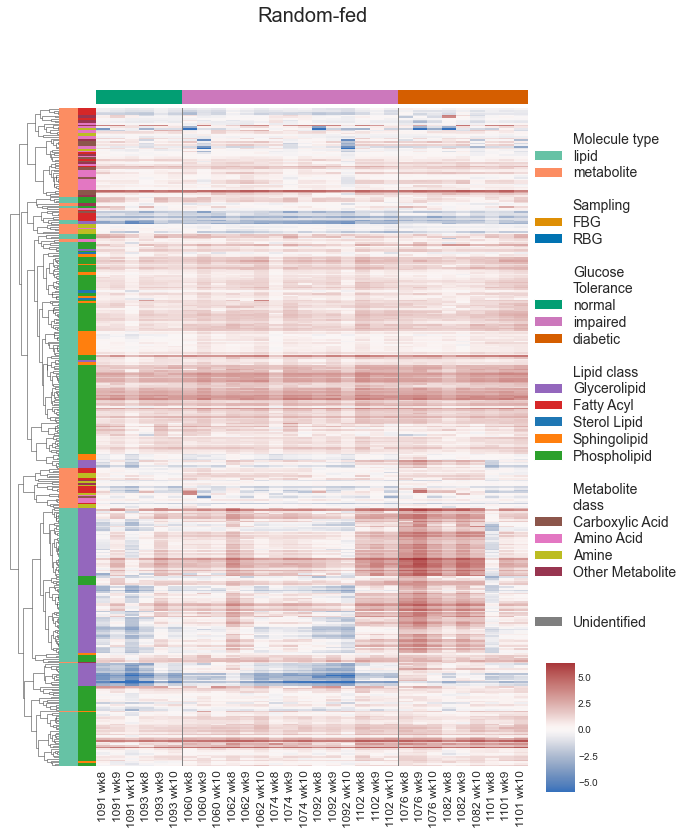 Random-fed
Molecule type
lipid
metabolite
Sampling
FBG
RBG
Glucose
Tolerance
normal
impaired
diabetic
Lipid class
Glycerolipid
Fatty Acyl
Sterol Lipid
Sphingolipid
Phospholipid
Metabolite
class
Carboxylic Acid
Amino Acid
Amine
Other Metabolite
Unidentified
5.0
2.5
0.0
−2.5
−5.0
1091 wk8
1091 wk9
1091 wk10
1093 wk8
1093 wk9
1093 wk10
1060 wk8
1060 wk9
1060 wk10
1062 wk8
1062 wk9
1062 wk10
1074 wk8
1074 wk9
1074 wk10
1092 wk8
1092 wk9
1092 wk10
1102 wk8
1102 wk9
1102 wk10
1076 wk8
1076 wk9
1076 wk10
1082 wk8
1082 wk9
1082 wk10
1101 wk8
1101 wk9
1101 wk10